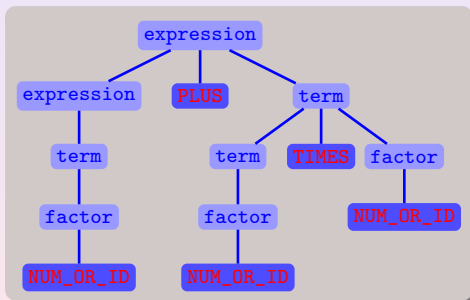 expression
expression PLUS term
term term TIMES factor
factor factor NUM_OR_ID
NUM_OR_ID NUM_OR_ID